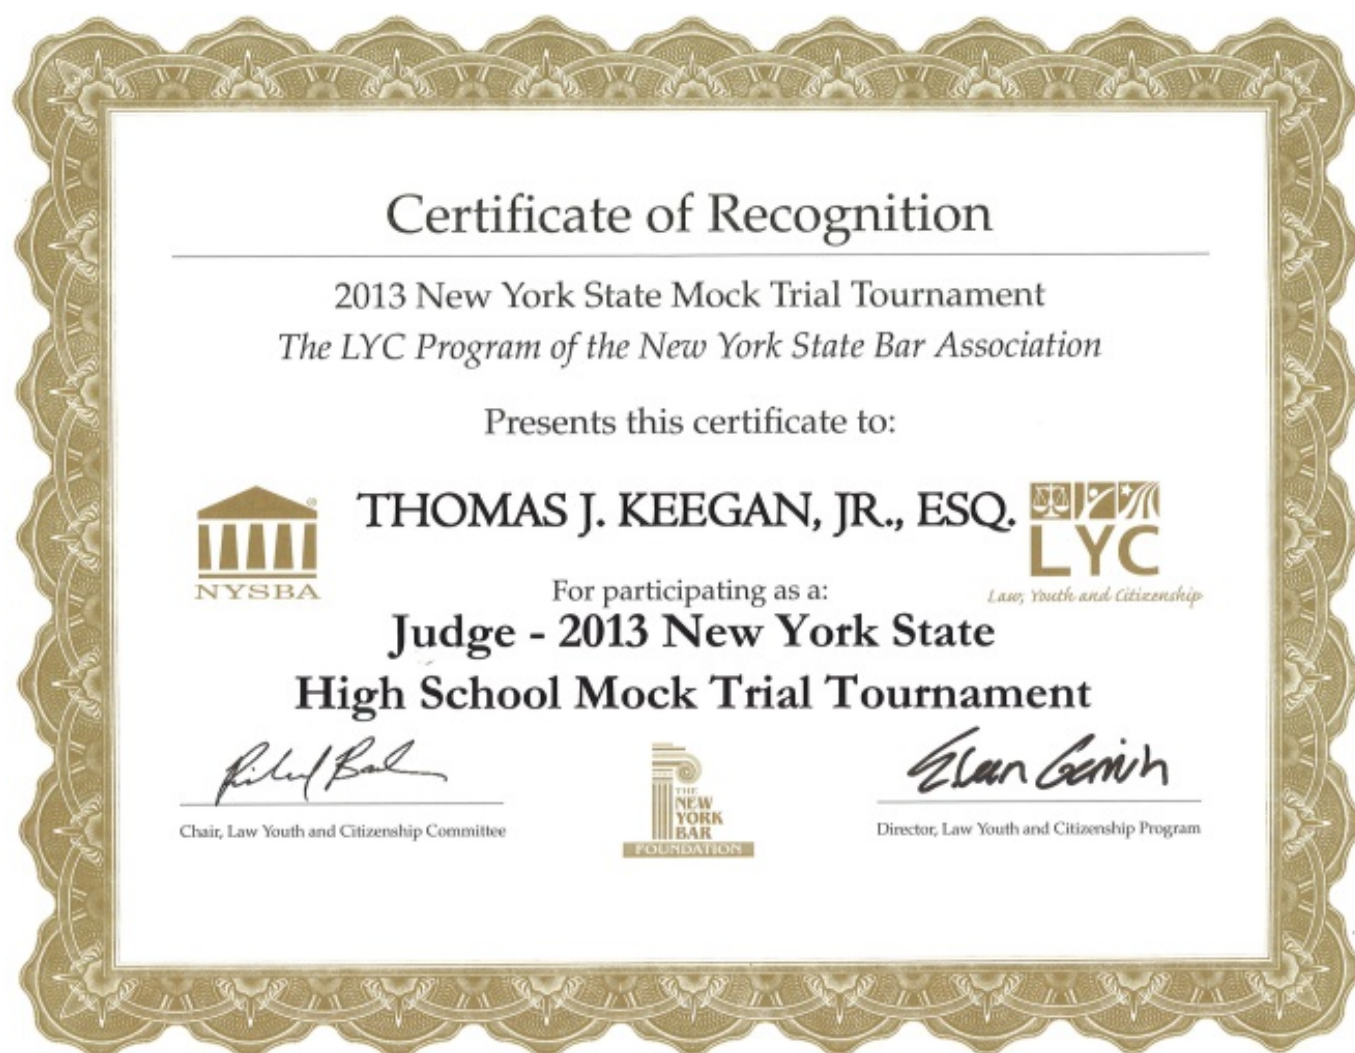 Certificate of Recognition
2013 New York State Mock Trial Tournament
The LYC Program of the New York State Bar Association
Presents this certificate to:
THOMAS J. KEEGAN, JR., ESQ.
NYSBA
®
LYC
Law, Youth and Citizenship
For participating as a:
Judge - 2013 New York State
High School Mock Trial Tournament
Chair, Law Youth and Citizenship Committee
THE
NEW
YORK
BAR
FOUNDATION
Director, Law Youth and Citizenship Program